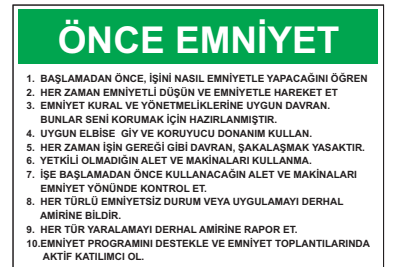 ÖNCE EMNİYET
1. BAŞLAMADAN ÖNCE, İŞİNİ NASIL EMNİYETLE YAPACAĞINI ÖĞREN
2. HER ZAMAN EMNİYETLİ DÜŞÜN VE EMNİYETLE HAREKET ET
3. EMNİYET KURAL VE YÖNETMELİKLERİNE UYGUN DAVRAN.
BUNLAR SENİ KORUMAK İÇİN HAZIRLANMIŞTIR.
4. UYGUN ELBİSE GİY VE KORUYUCU DONANIM KULLAN.
5. HER ZAMAN İŞİN GEREĞİ GİBİ DAVRAN, ŞAKALAŞMAK YASAKTIR.
6. YETKİLİ OLMADIĞIN ALET VE MAKİNALARI KULLANMA.
7. İŞE BAŞLAMADAN ÖNCE KULLANACAĞIN ALET VE MAKİNALARI
EMNİYET YÖNÜNDE KONTROL ET.
8. HER TÜRLÜ EMNİYETSİZ DURUM VEYA UYGULAMAYI DERHAL
AMİRİNE BİLDİR.
9. HER TÜR YARALAMAYI DERHAL AMİRİNE RAPOR ET.
10.EMNİYET PROGRAMINI DESTEKLE VE EMNİYET TOPLANTILARINDA
AKTİF KATILIMCI OL.